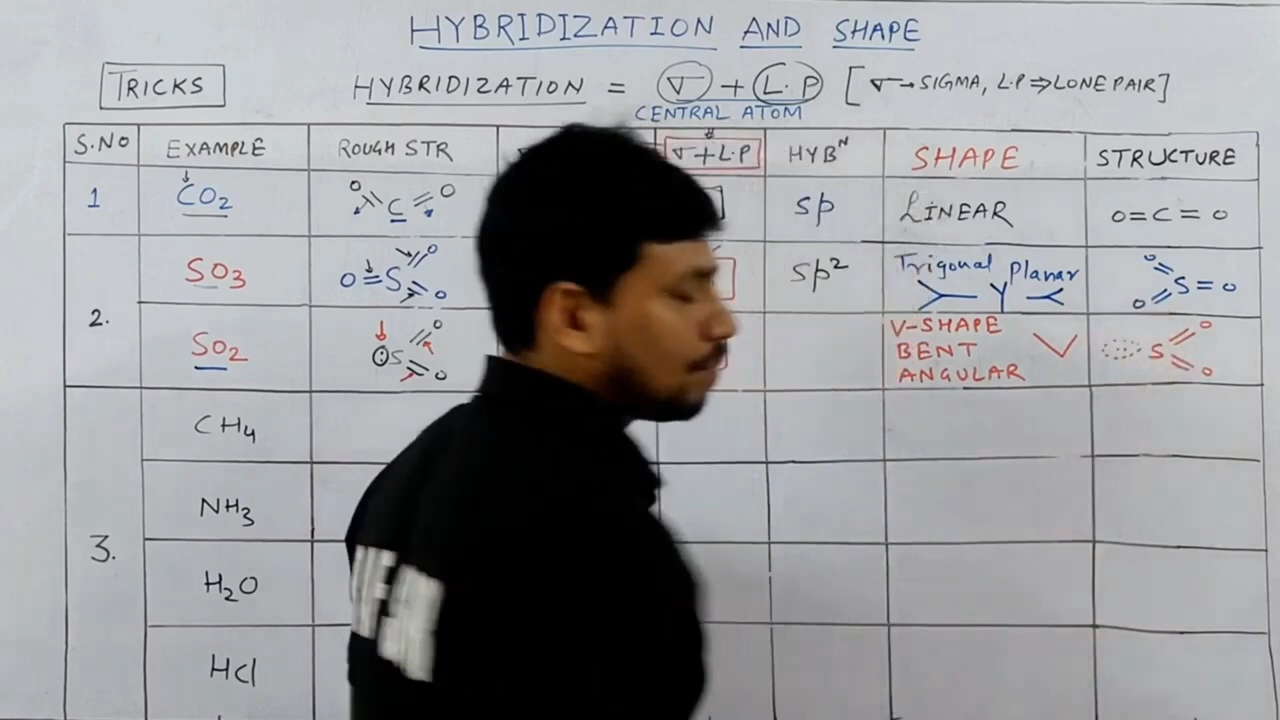 HYBRIDIZATION AND SHAPE
TRICKS
HYBRIDIZATION = σ + L.P [σ → SIGMA, L.P ⇒ LONE PAIR]
CENTRAL ATOM
S.NO EXAMPLE ROUGH STR σ+L.P HYBᴺ SHAPE STRUCTURE
1 CO₂ O C O sp LINEAR O=C=O
2.
SO₃ O=S O O sp² Trigonal planar O S=O O
SO₂ S O O V-SHAPE S O O
BENT
ANGULAR
3.
CH₄
NH₃
H₂O
HCl